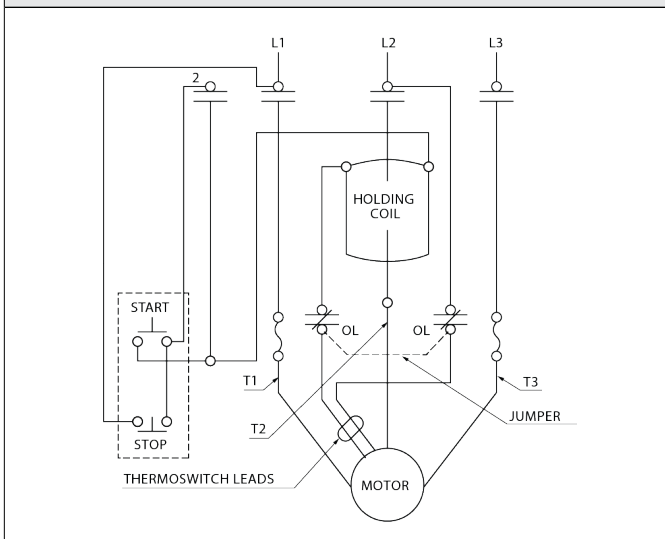 L1
L2
L3
2
HOLDING
COIL
START
OL
OL
T1
T3
T2
JUMPER
STOP
THERMOSWITCH LEADS
MOTOR